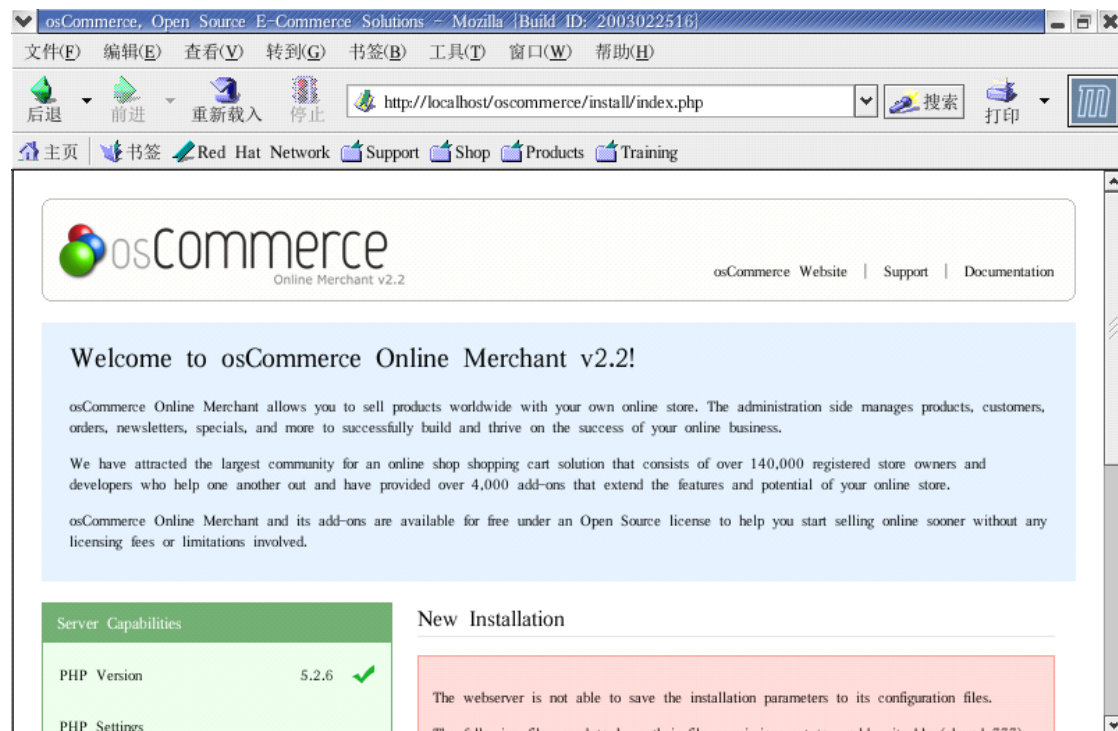 osCommerce, Open Source E-Commerce Solutions - Mozilla {Build ID: 2003022516}
文件(F) 编辑(E) 查看(V) 转到(G) 书签(B) 工具(T) 窗口(W) 帮助(H)
后退 前进 重新载入 停止 http://localhost/oscommerce/install/index.php 搜索 打印
主页 书签 Red Hat Network Support Shop Products Training
osCommerce
Online Merchant v2.2
osCommerce Website | Support | Documentation
Welcome to osCommerce Online Merchant v2.2!
osCommerce Online Merchant allows you to sell products worldwide with your own online store. The administration side manages products, customers,
orders, newsletters, specials, and more to successfully build and thrive on the success of your online business.
We have attracted the largest community for an online shop shopping cart solution that consists of over 140,000 registered store owners and
developers who help one another out and have provided over 4,000 add-ons that extend the features and potential of your online store.
osCommerce Online Merchant and its add-ons are available for free under an Open Source license to help you start selling online sooner without any
licensing fees or limitations involved.
Server Capabilities
PHP Version 5.2.6
PHP Settings
New Installation
The webserver is not able to save the installation parameters to its configuration files.